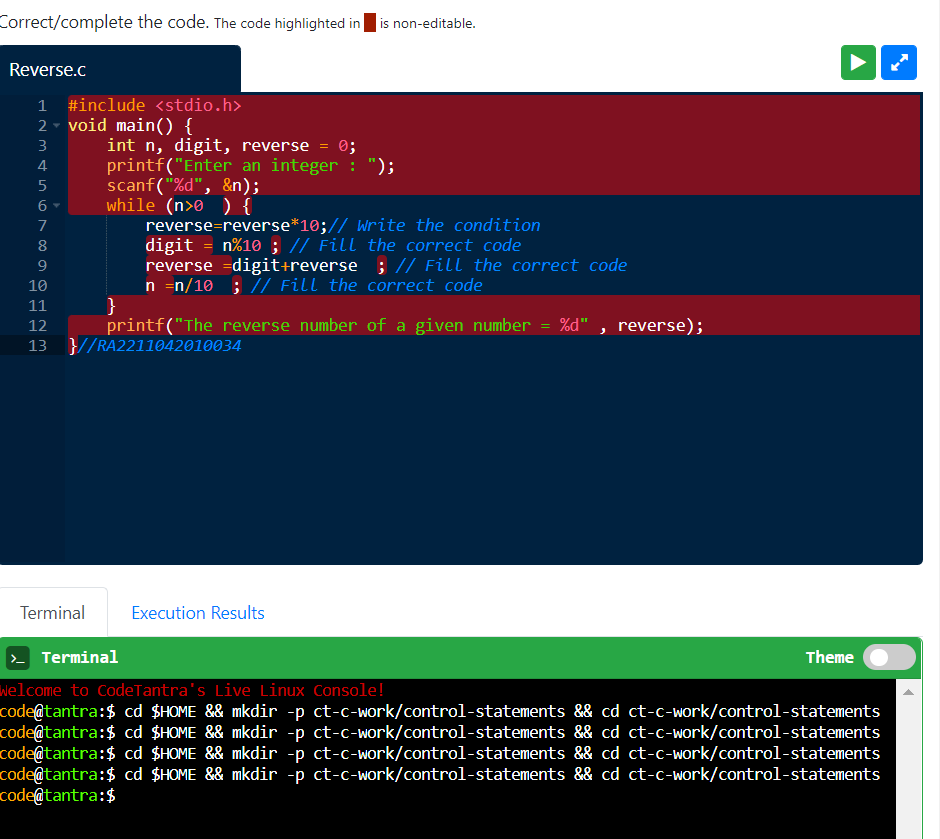 Correct/complete the code. The code highlighted in is non-editable.
Reverse.c
1 #include <stdio.h>
2 void main() {
3 int n, digit, reverse = 0;
4 printf("Enter an integer : ");
5 scanf("%d", &n);
6 while (n>0 ) {
7 reverse=reverse*10;// Write the condition
8 digit = n%10 ; // Fill the correct code
9 reverse =digit+reverse ; // Fill the correct code
10 n =n/10 ; // Fill the correct code
11 }
12 printf("The reverse number of a given number = %d" , reverse);
13 }//RA2211042010034
Terminal Execution Results
>_ Terminal Theme
Welcome to CodeTantra's Live Linux Console!
code@tantra:$ cd $HOME && mkdir -p ct-c-work/control-statements && cd ct-c-work/control-statements
code@tantra:$ cd $HOME && mkdir -p ct-c-work/control-statements && cd ct-c-work/control-statements
code@tantra:$ cd $HOME && mkdir -p ct-c-work/control-statements && cd ct-c-work/control-statements
code@tantra:$ cd $HOME && mkdir -p ct-c-work/control-statements && cd ct-c-work/control-statements
code@tantra:$